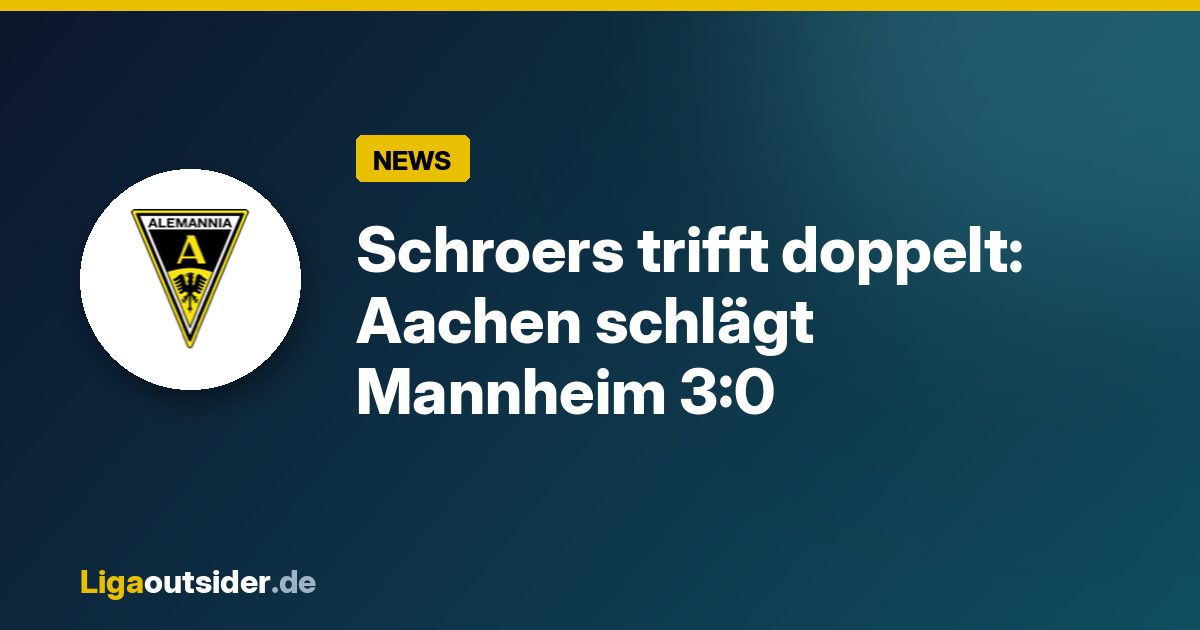 NEWS
ALEMANNIA
A
Schroers trifft doppelt:
Aachen schlägt
Mannheim 3:0
Ligaoutsider.de